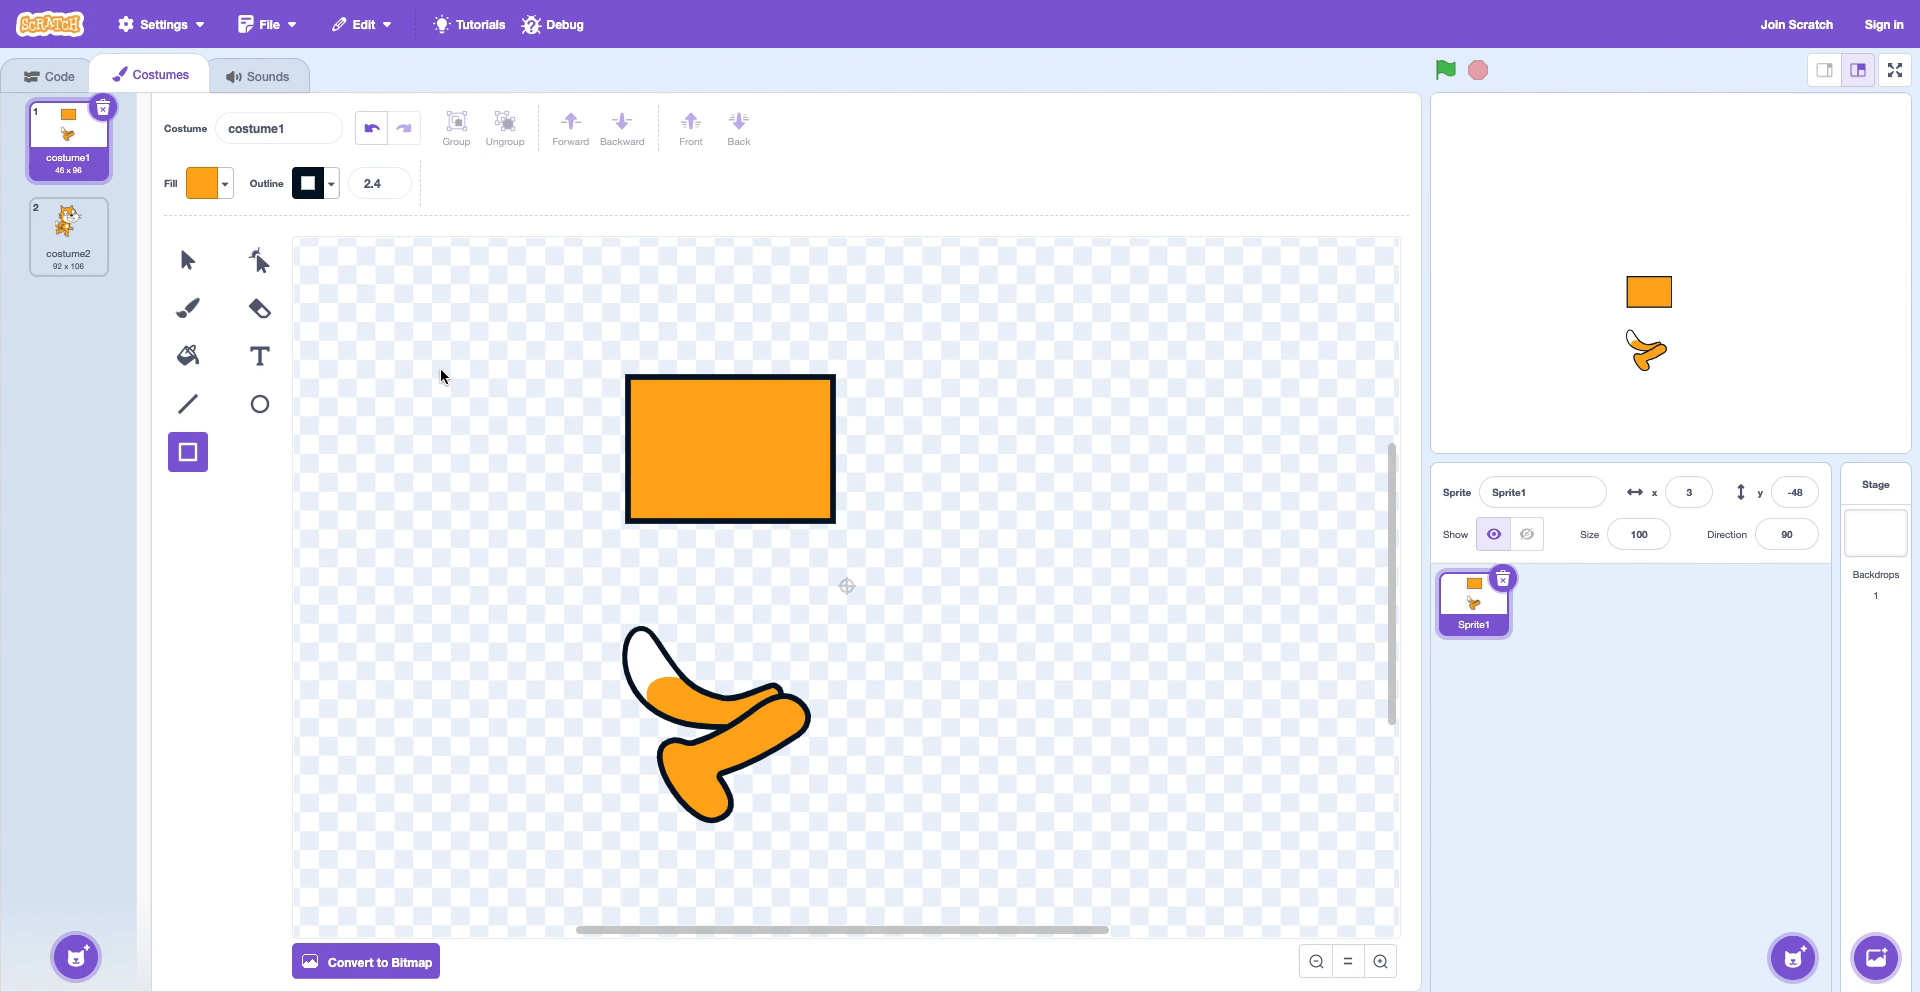 SCRATCH Settings File Edit Tutorials Debug Join Scratch Sign in
Code Costumes Sounds
1
costume1
46 x 96
2
costume2
92 x 106
Costume costume1 Group Ungroup Forward Backward Front Back
Fill Outline 2.4
T
Convert to Bitmap
Sprite Sprite1 x 3 y -48
Show Size 100 Direction 90
Sprite1
Stage
Backdrops
1